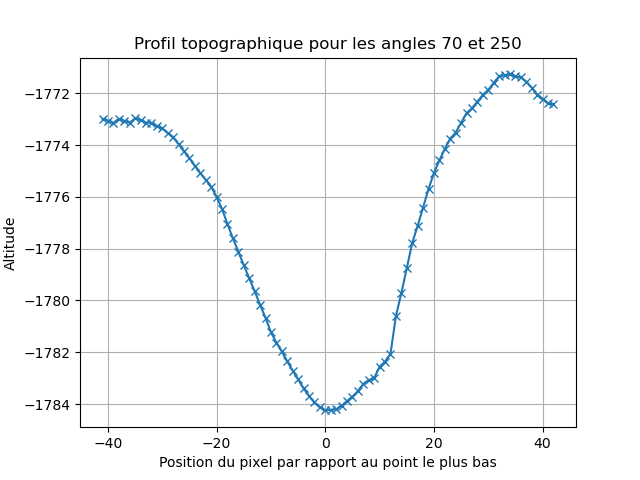 Profil topographique pour les angles 70 et 250
Altitude
−1772
−1774
−1776
−1778
−1780
−1782
−1784
−40 −20 0 20 40
Position du pixel par rapport au point le plus bas